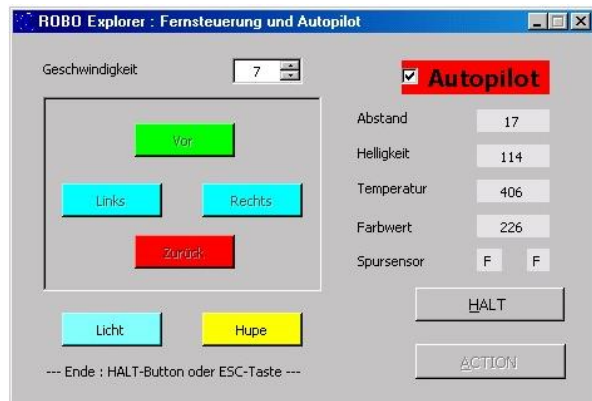 ROBO Explorer : Fernsteuerung und Autopilot
Geschwindigkeit 7
Autopilot
Vor
Links Rechts
Zurück
Licht Hupe
--- Ende : HALT-Button oder ESC-Taste ---
Abstand 17
Helligkeit 114
Temperatur 406
Farbwert 226
Spursensor F F
HALT
ACTION